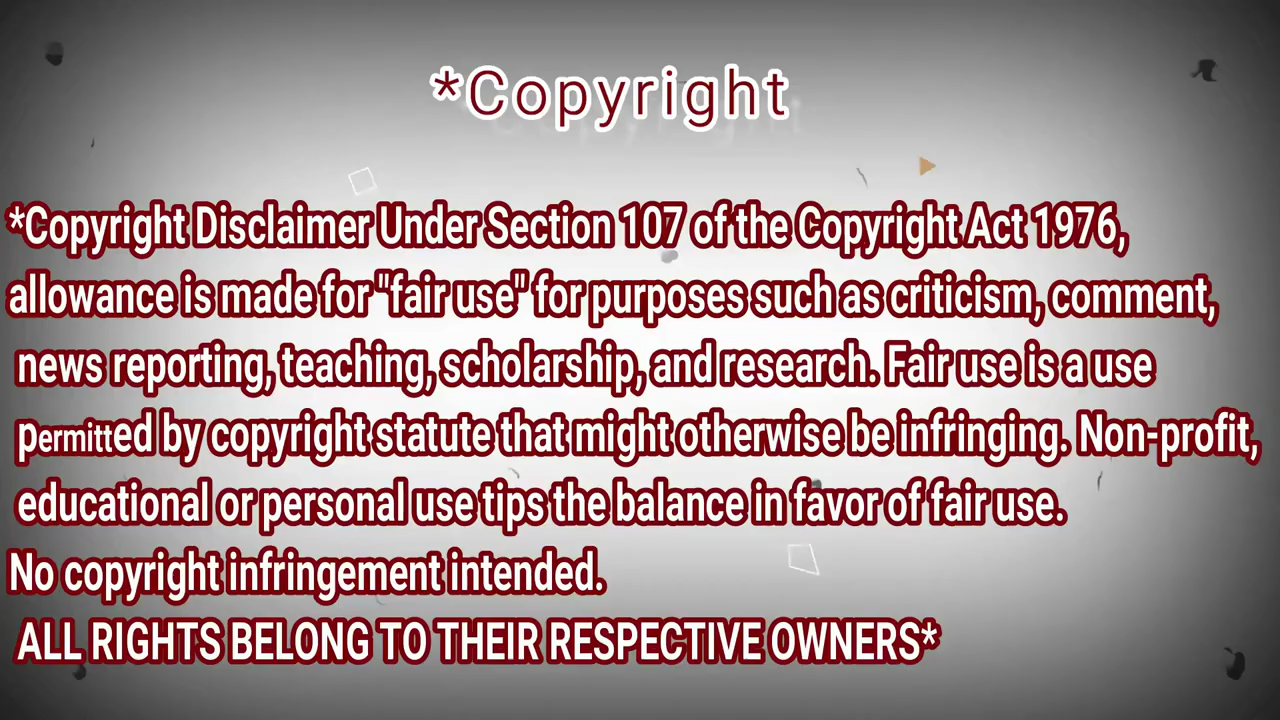 *Copyright
*Copyright Disclaimer Under Section 107 of the Copyright Act 1976,
allowance is made for "fair use" for purposes such as criticism, comment,
news reporting, teaching, scholarship, and research. Fair use is a use
permitted by copyright statute that might otherwise be infringing. Non-profit,
educational or personal use tips the balance in favor of fair use.
No copyright infringement intended.
ALL RIGHTS BELONG TO THEIR RESPECTIVE OWNERS*